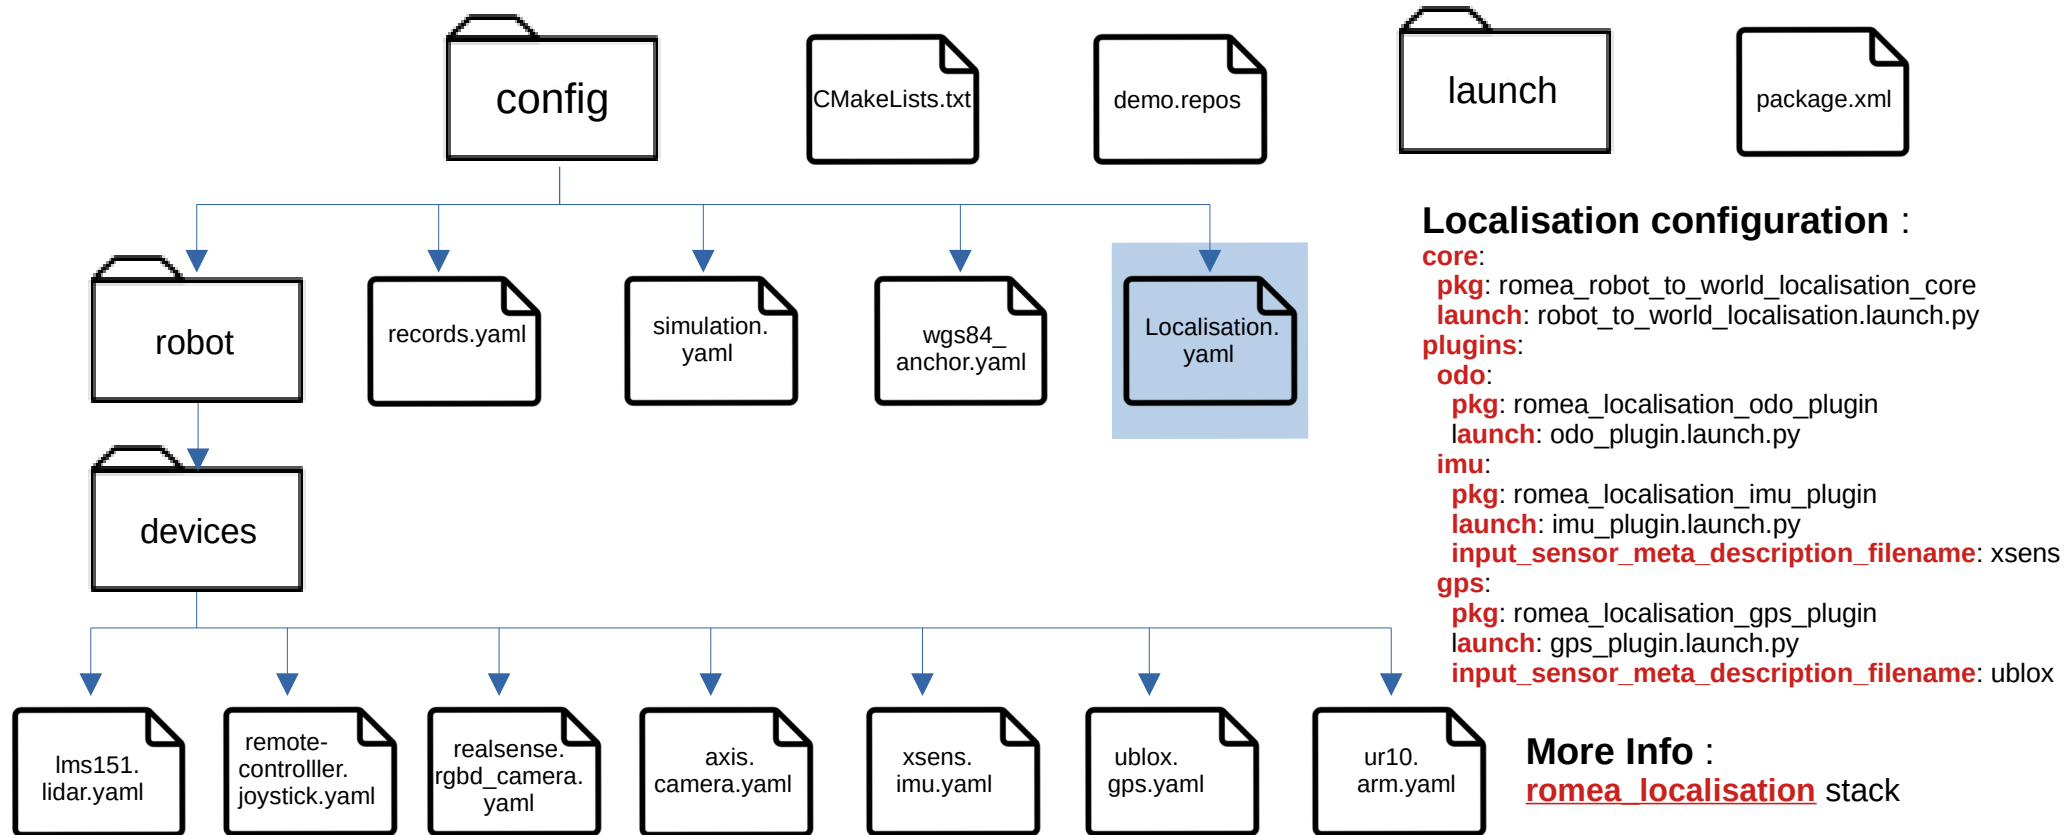 config
CMakeLists.txt
demo.repos
launch
package.xml
robot
records.yaml
simulation.
yaml
wgs84_
anchor.yaml
Localisation.
yaml
devices
lms151.
lidar.yaml
remote-
controlller.
joystick.yaml
realsense.
rgbd_camera.
yaml
axis.
camera.yaml
xsens.
imu.yaml
ublox.
gps.yaml
ur10.
arm.yaml
Localisation configuration :
core:
pkg: romea_robot_to_world_localisation_core
launch: robot_to_world_localisation.launch.py
plugins:
odo:
pkg: romea_localisation_odo_plugin
launch: odo_plugin.launch.py
imu:
pkg: romea_localisation_imu_plugin
launch: imu_plugin.launch.py
input_sensor_meta_description_filename: xsens
gps:
pkg: romea_localisation_gps_plugin
launch: gps_plugin.launch.py
input_sensor_meta_description_filename: ublox
More Info :
romea_localisation stack